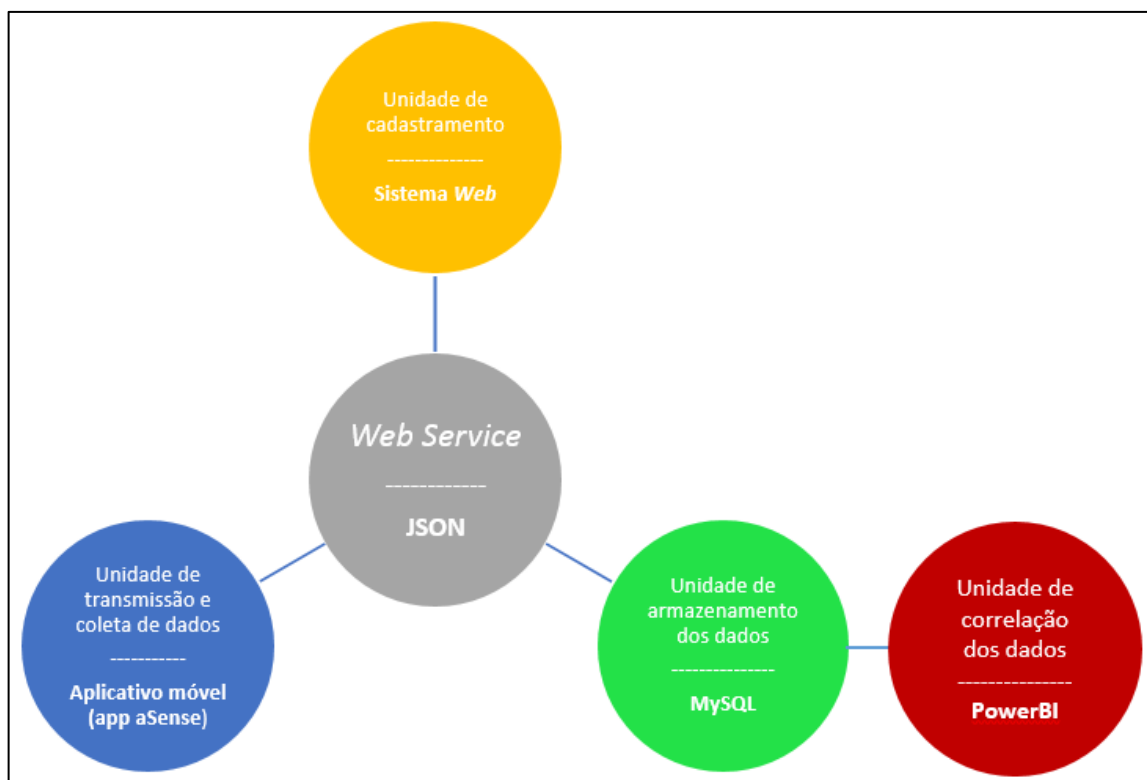 Unidade de
cadastramento
--------------
Sistema Web
Web Service
------------
JSON
Unidade de
transmissão e
coleta de dados
-----------
Aplicativo móvel
(app aSense)
Unidade de
armazenamento
dos dados
---------------
MySQL
Unidade de
correlação
dos dados
---------------
PowerBI